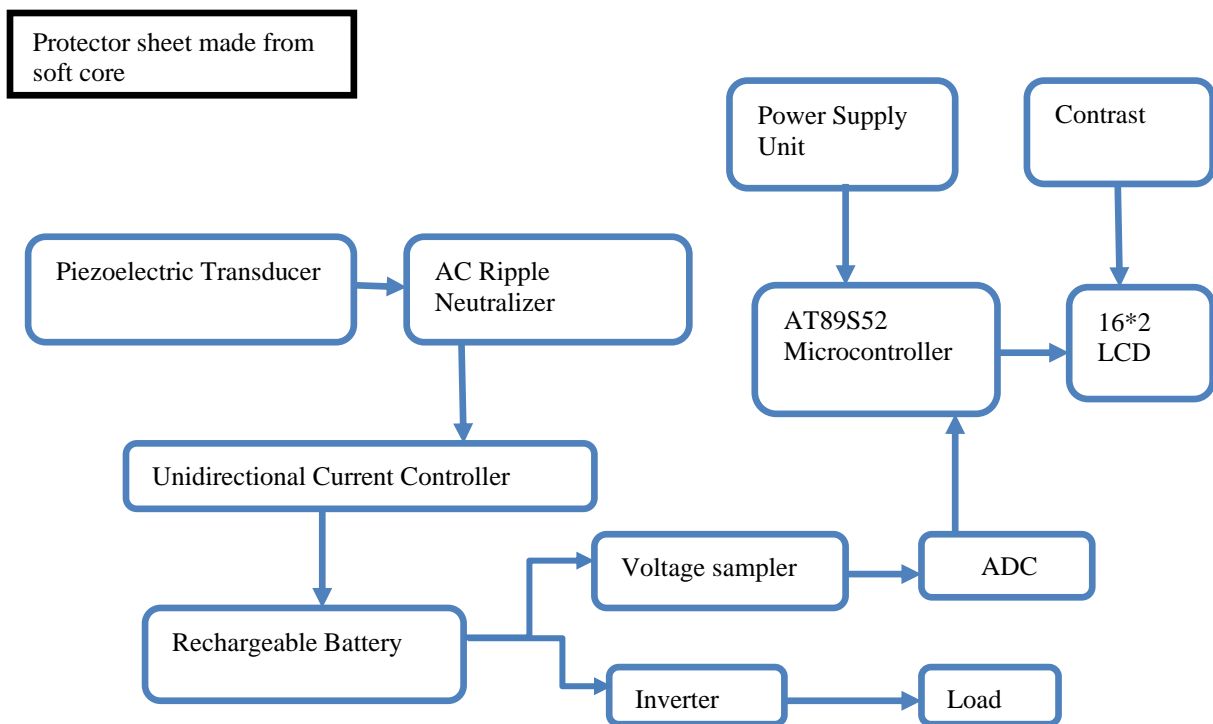 Protector sheet made from
soft core
Power Supply
Unit
Contrast
Piezoelectric Transducer
AC Ripple
Neutralizer
AT89S52
Microcontroller
16*2
LCD
Unidirectional Current Controller
Voltage sampler
ADC
Rechargeable Battery
Inverter
Load